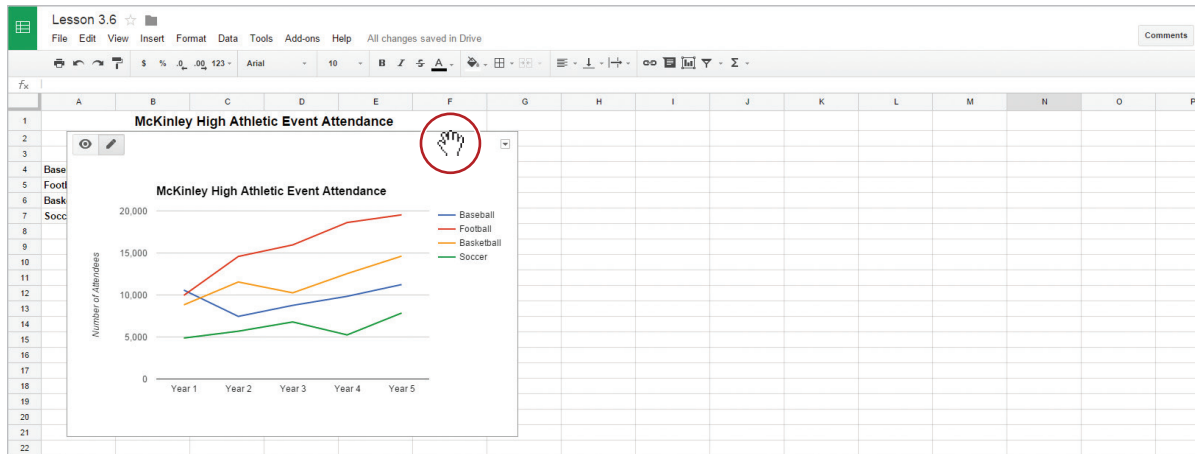 Lesson 3.6
File Edit View Insert Format Data Tools Add-ons Help All changes saved in Drive
Comments
$ % .0 .00 123 Arial 10 B I S A Σ
fx
A B C D E F G H I J K L M N O P
1 McKinley High Athletic Event Attendance
2
3
4 Base
5 Footb
6 Bask
7 Socc
8
9
10
11
12
13
14
15
16
17
18
19
20
21
22
McKinley High Athletic Event Attendance
Number of Attendees
20,000
15,000
10,000
5,000
0
Year 1 Year 2 Year 3 Year 4 Year 5
Baseball
Football
Basketball
Soccer